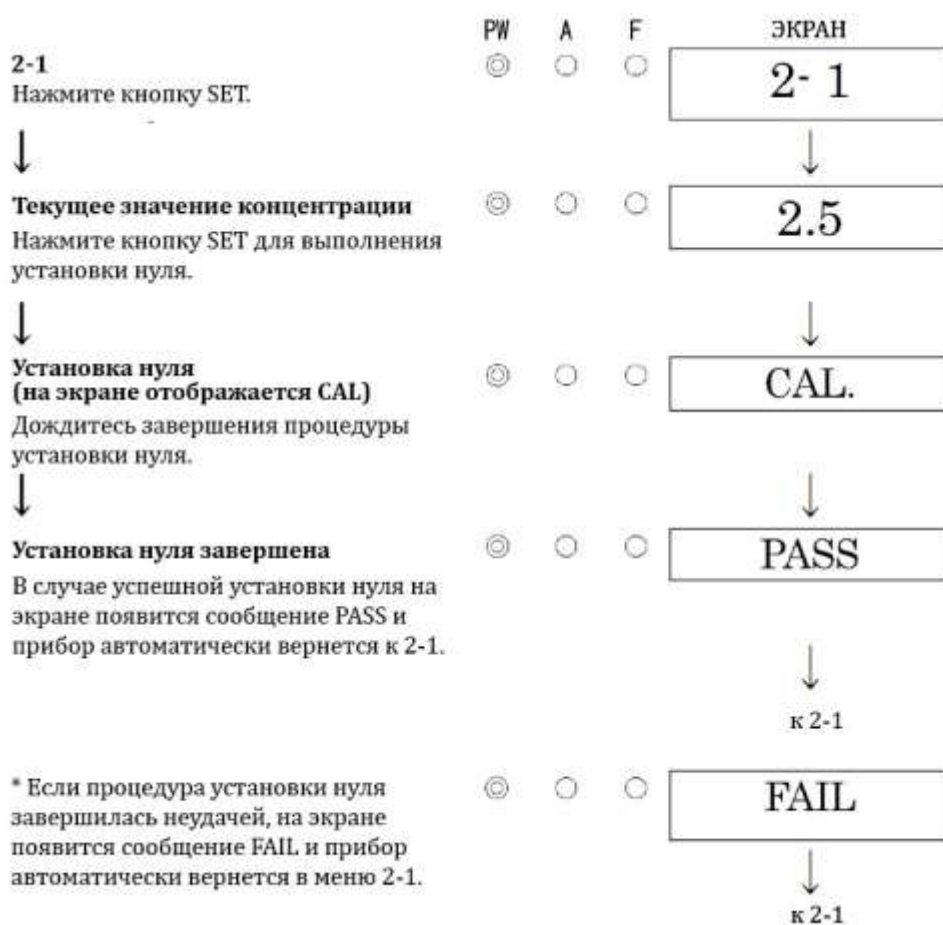 PW A F ЭКРАН
2-1
Нажмите кнопку SET.
2- 1
Текущее значение концентрации
Нажмите кнопку SET для выполнения
установки нуля.
2.5
Установка нуля
(на экране отображается CAL)
Дождитесь завершения процедуры
установки нуля.
CAL.
Установка нуля завершена
В случае успешной установки нуля на
экране появится сообщение PASS и
прибор автоматически вернется к 2-1.
PASS
к 2-1
* Если процедура установки нуля
завершилась неудачей, на экране
появится сообщение FAIL и прибор
автоматически вернется в меню 2-1.
FAIL
к 2-1